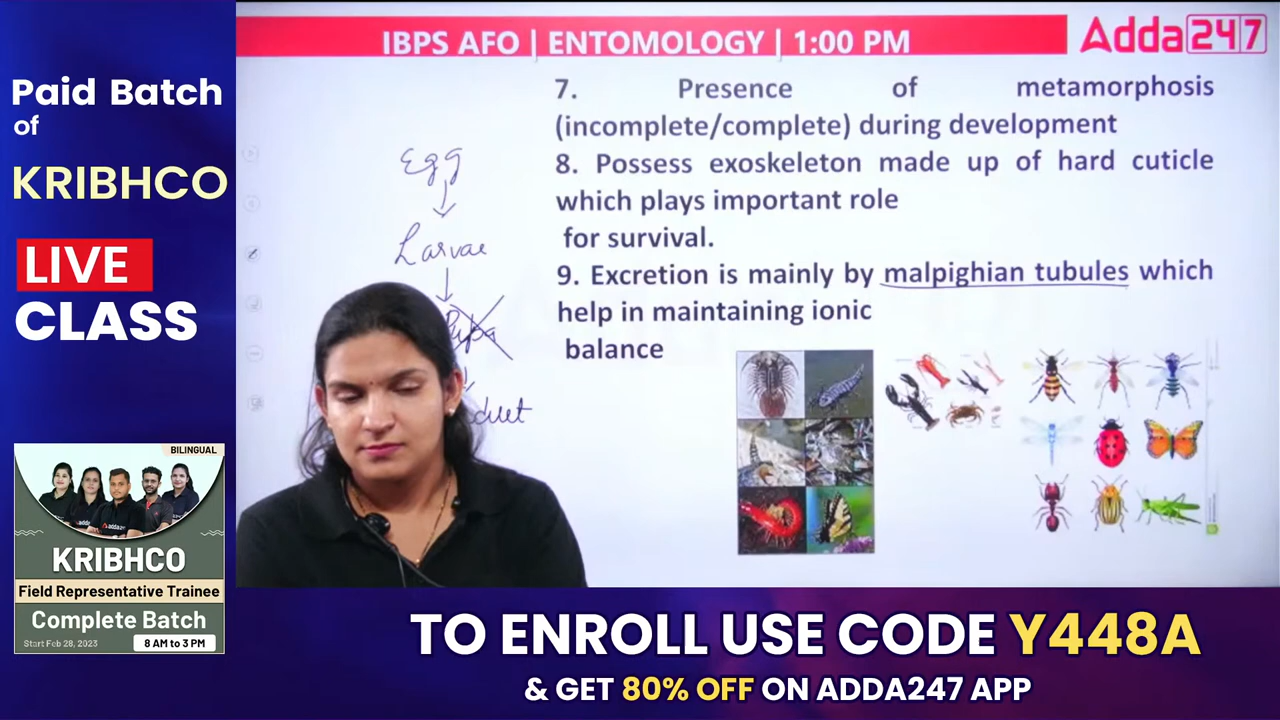 Paid Batch
of
KRIBHCO
LIVE
CLASS
BILINGUAL
KRIBHCO
Field Representative Trainee
Complete Batch
Start Feb 28, 2023
8 AM to 3 PM
IBPS AFO | ENTOMOLOGY | 1:00 PM
Adda247
7. Presence of metamorphosis
(incomplete/complete) during development
8. Possess exoskeleton made up of hard cuticle
which plays important role
for survival.
9. Excretion is mainly by malpighian tubules which
help in maintaining ionic
balance
Egg
Larvae
TO ENROLL USE CODE Y448A
& GET 80% OFF ON ADDA247 APP